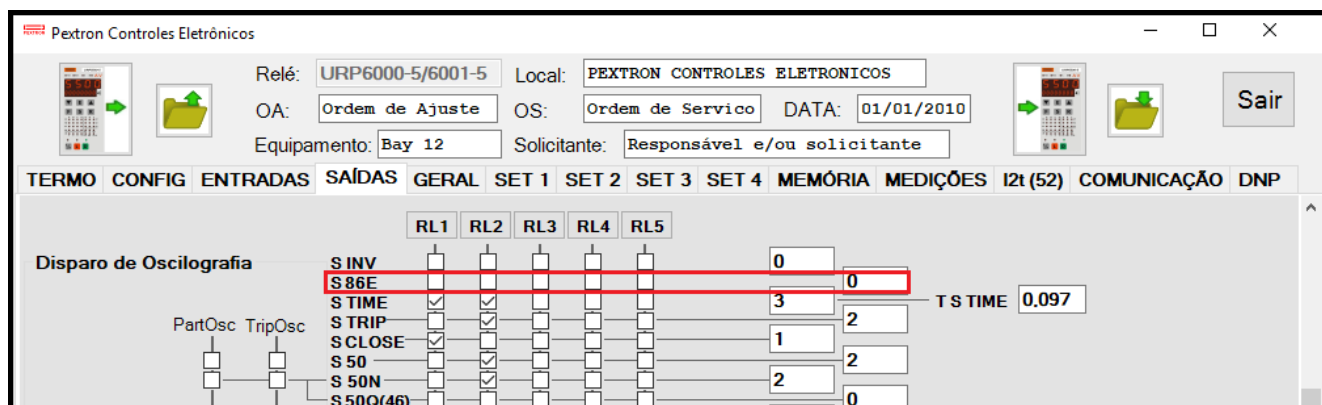 Pextron Controles Eletrônicos
Relé: URP6000-5/6001-5 Local: PEXTRON CONTROLES ELETRONICOS
OA: Ordem de Ajuste OS: Ordem de Servico DATA: 01/01/2010 Sair
Equipamento: Bay 12 Solicitante: Responsável e/ou solicitante
TERMO CONFIG ENTRADAS SAÍDAS GERAL SET 1 SET 2 SET 3 SET 4 MEMÓRIA MEDIÇÕES I2t (52) COMUNICAÇÃO DNP
RL1 RL2 RL3 RL4 RL5
Disparo de Oscilografia S INV 0
S 86E 0
S TIME 3 T S TIME 0,097
PartOsc TripOsc S TRIP 2
S CLOSE 1
S 50 2
S 50N 2
S 50Q(46) 0